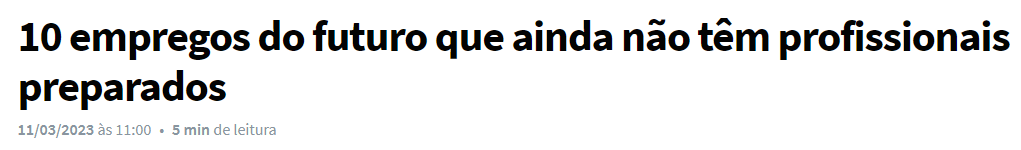 10 empregos do futuro que ainda não têm profissionais
preparados
11/03/2023 às 11:00 • 5 min de leitura